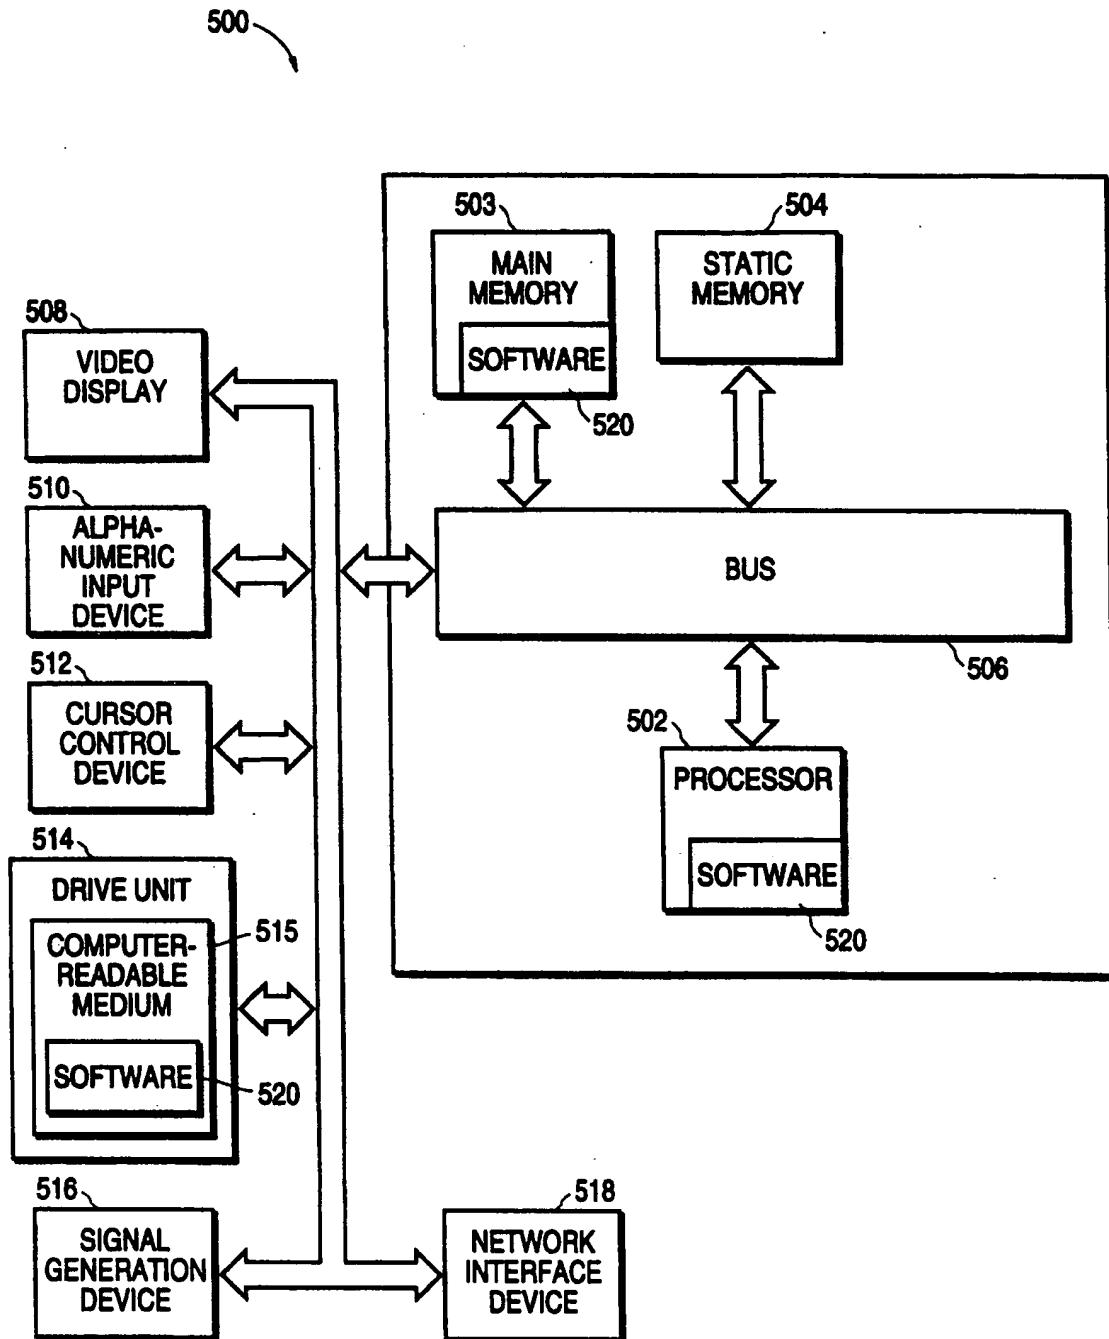 500
503
MAIN
MEMORY
SOFTWARE
520
504
STATIC
MEMORY
508
VIDEO
DISPLAY
510
ALPHA-
NUMERIC
INPUT
DEVICE
BUS
506
512
CURSOR
CONTROL
DEVICE
502
PROCESSOR
SOFTWARE
520
514
DRIVE UNIT
COMPUTER-
READABLE
MEDIUM
515
SOFTWARE
520
516
SIGNAL
GENERATION
DEVICE
518
NETWORK
INTERFACE
DEVICE